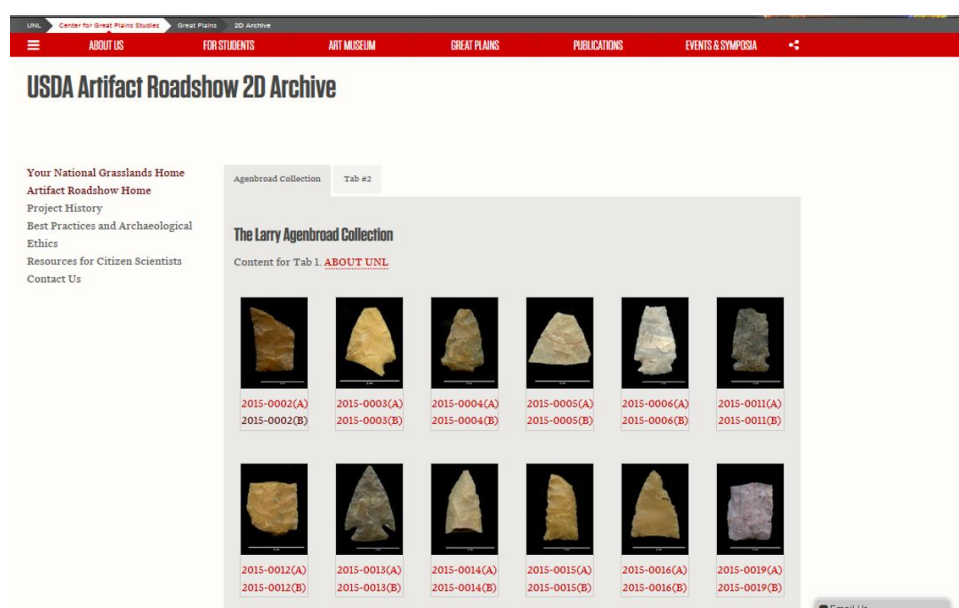 UNL Center for Great Plains Studies Great Plains 2D Archive
ABOUT US FOR STUDENTS ART MUSEUM GREAT PLAINS PUBLICATIONS EVENTS & SYMPOSIA
USDA Artifact Roadshow 2D Archive
Your National Grasslands Home
Artifact Roadshow Home
Project History
Best Practices and Archaeological
Ethics
Resources for Citizen Scientists
Contact Us
Agenbroad Collection Tab #2
The Larry Agenbroad Collection
Content for Tab 1. ABOUT UNL
2015-0002(A) 2015-0003(A) 2015-0004(A) 2015-0005(A) 2015-0006(A) 2015-0011(A)
2015-0002(B) 2015-0003(B) 2015-0004(B) 2015-0005(B) 2015-0006(B) 2015-0011(B)
2015-0012(A) 2015-0013(A) 2015-0014(A) 2015-0015(A) 2015-0016(A) 2015-0019(A)
2015-0012(B) 2015-0013(B) 2015-0014(B) 2015-0015(B) 2015-0016(B) 2015-0019(B)
Email Us